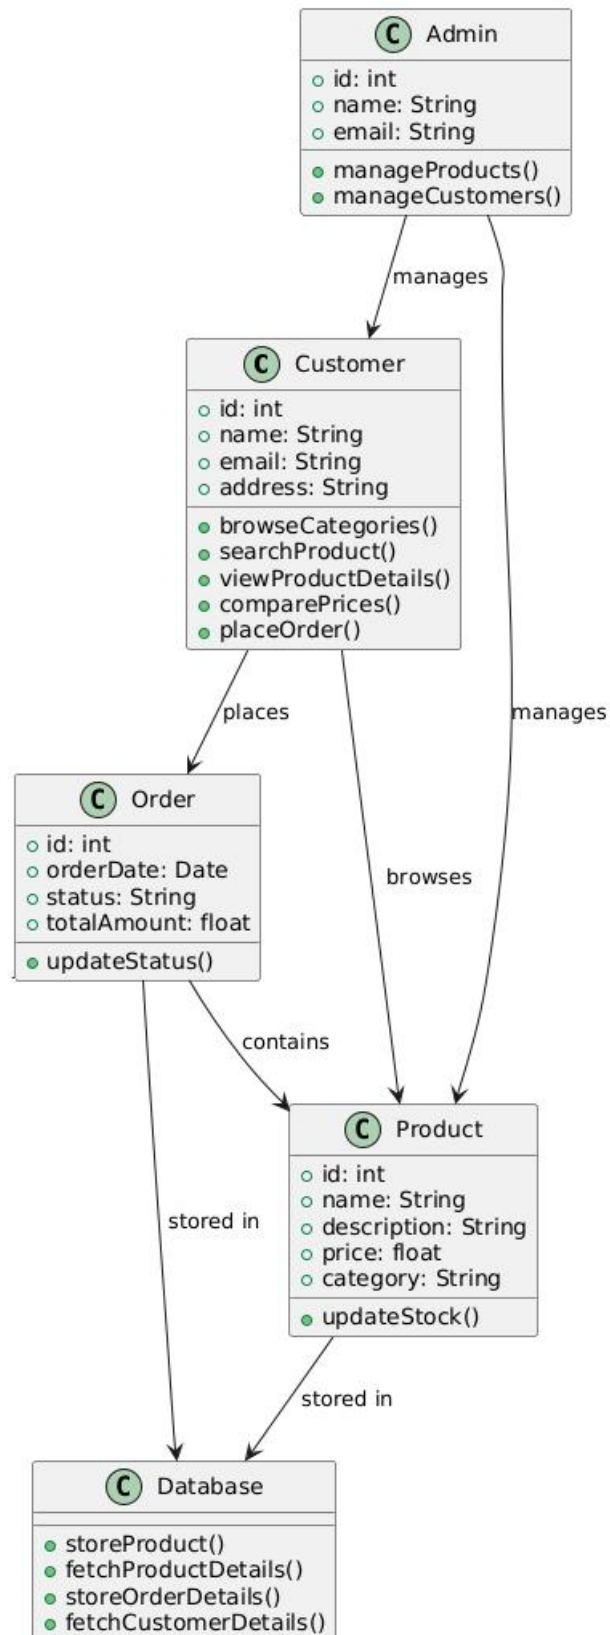 C Admin
id: int
name: String
email: String
manageProducts()
manageCustomers()
manages
C Customer
id: int
name: String
email: String
address: String
browseCategories()
searchProduct()
viewProductDetails()
comparePrices()
placeOrder()
places
manages
C Order
id: int
orderDate: Date
status: String
totalAmount: float
updateStatus()
browses
contains
C Product
id: int
name: String
description: String
price: float
category: String
updateStock()
stored in
stored in
C Database
storeProduct()
fetchProductDetails()
storeOrderDetails()
fetchCustomerDetails()